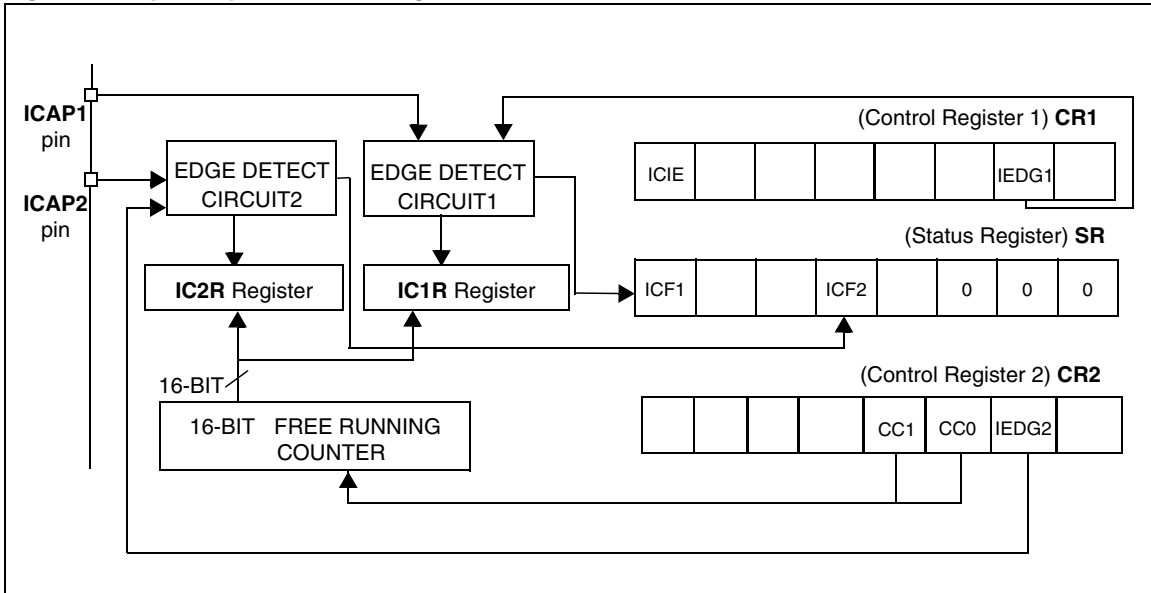 ICAP1
pin
ICAP2
pin
EDGE DETECT
CIRCUIT2
EDGE DETECT
CIRCUIT1
IC2R Register
IC1R Register
16-BIT
16-BIT FREE RUNNING
COUNTER
(Control Register 1) CR1
ICIE IEDG1
(Status Register) SR
ICF1 ICF2 0 0 0
(Control Register 2) CR2
CC1 CC0 IEDG2